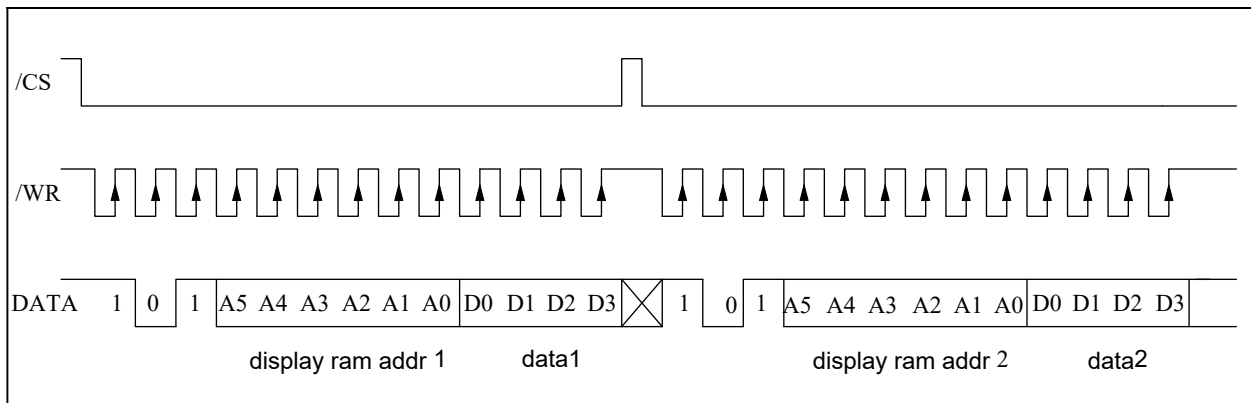 /CS
/WR
DATA 1 0 1 A5 A4 A3 A2 A1 A0 D0 D1 D2 D3 1 0 1 A5 A4 A3 A2 A1 A0 D0 D1 D2 D3
display ram addr 1 data1 display ram addr 2 data2